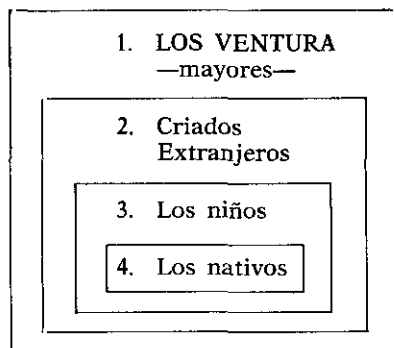 1. LOS VENTURA
—mayores—
2. Criados
Extranjeros
3. Los niños
4. Los nativos